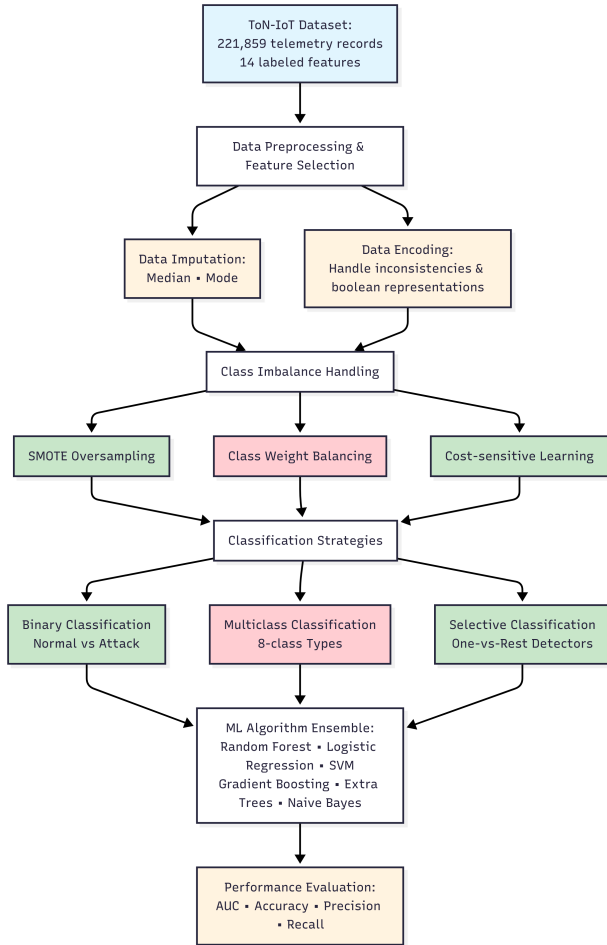 ToN-IoT Dataset:
221,859 telemetry records
14 labeled features
Data Preprocessing &
Feature Selection
Data Imputation:
Median ▪ Mode
Data Encoding:
Handle inconsistencies &
boolean representations
Class Imbalance Handling
SMOTE Oversampling
Class Weight Balancing
Cost-sensitive Learning
Classification Strategies
Binary Classification
Normal vs Attack
Multiclass Classification
8-class Types
Selective Classification
One-vs-Rest Detectors
ML Algorithm Ensemble:
Random Forest ▪ Logistic
Regression ▪ SVM
Gradient Boosting ▪ Extra
Trees ▪ Naive Bayes
Performance Evaluation:
AUC ▪ Accuracy ▪ Precision
▪ Recall